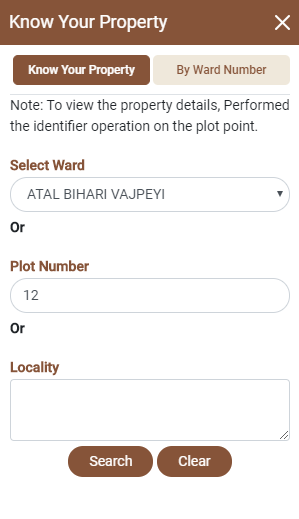 Know Your Property
Know Your Property
By Ward Number
Note: To view the property details, Performed
the identifier operation on the plot point.
Select Ward
ATAL BIHARI VAJPEYI
Or
Plot Number
12
Or
Locality
Search
Clear